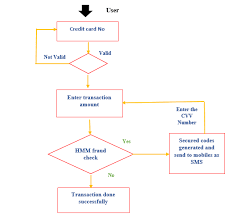 User
Credit card No
Not Valid
Valid
Enter transaction
amount
Enter the
CVV
Number
HMM fraud
check
Yes
Secured codes
generated and
send to mobiles as
SMS
No
Transaction done
successfully